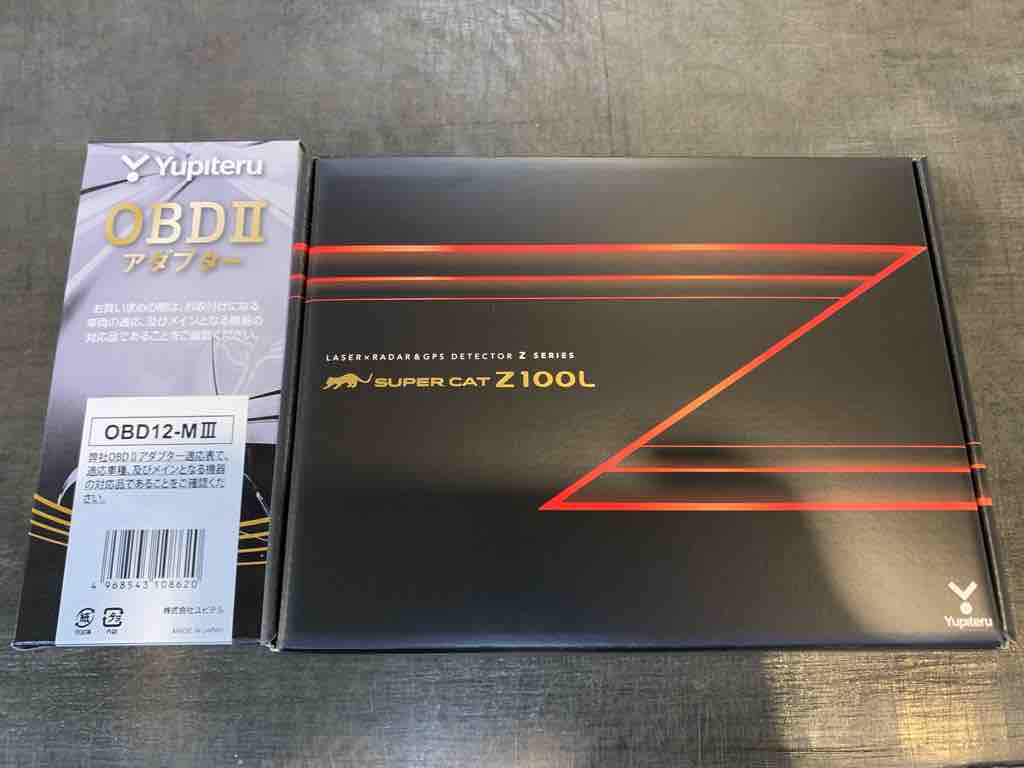 Yupiteru
OBDⅡ
アダプター
お買い求めの際は、お取付けになる
車両の適応、及びメインとなる機器の
対応品であることをご確認ください。
OBD12-MⅢ
弊社OBDⅡアダプター適応表で、
適応車種、及びメインとなる機器
の対応品であることをご確認くだ
さい。
4 968543 108620
紙
プラ
株式会社ユピテル
MADE IN JAPAN
LASER×RADAR&GPS DETECTOR Z SERIES
SUPER CAT Z100L
Yupiteru